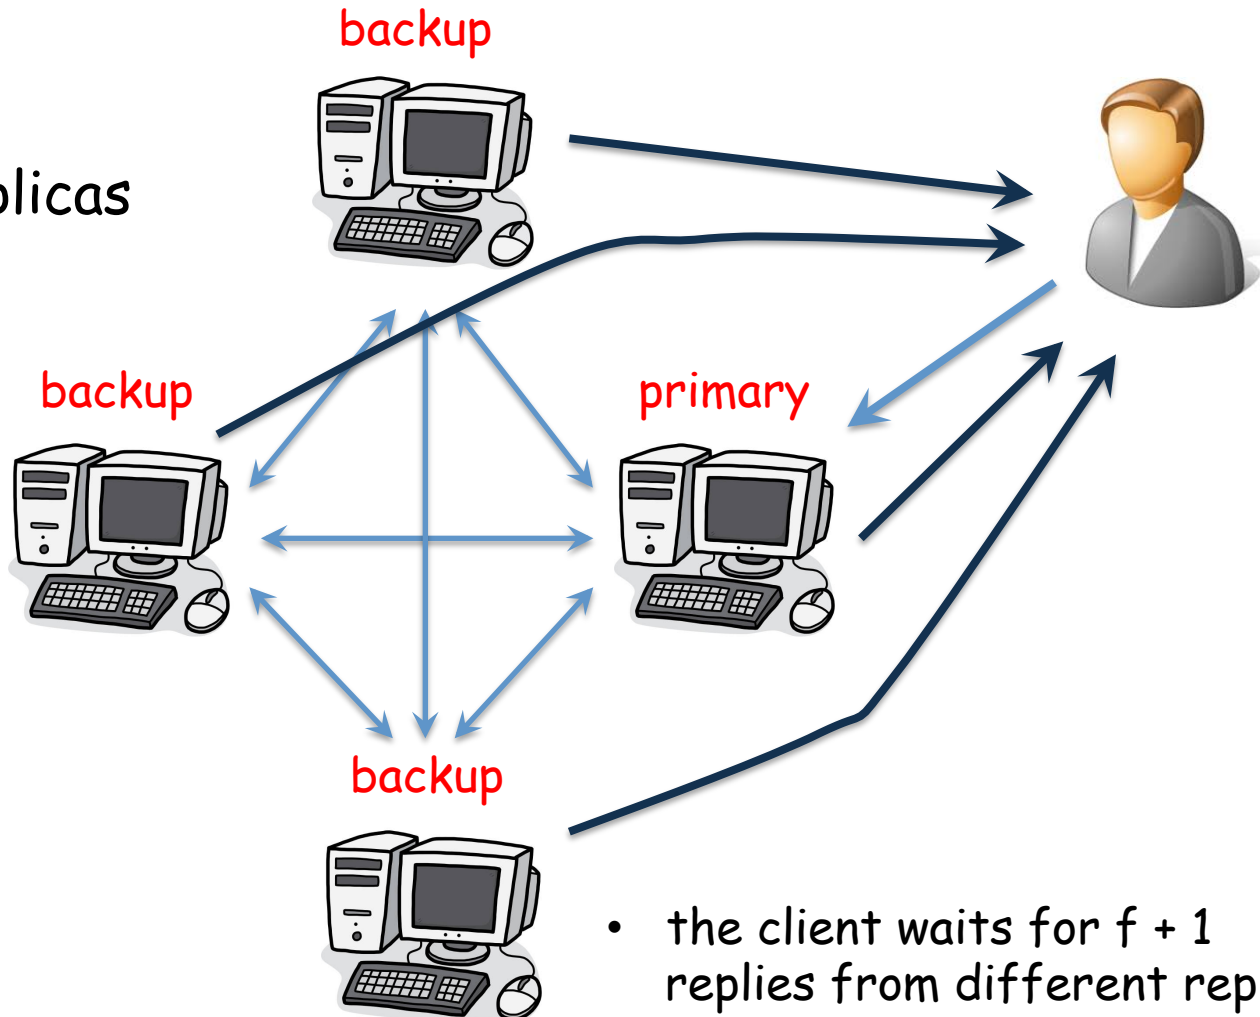 backup
plicas
backup
primary
backup
• the client waits for f + 1
replies from different rep